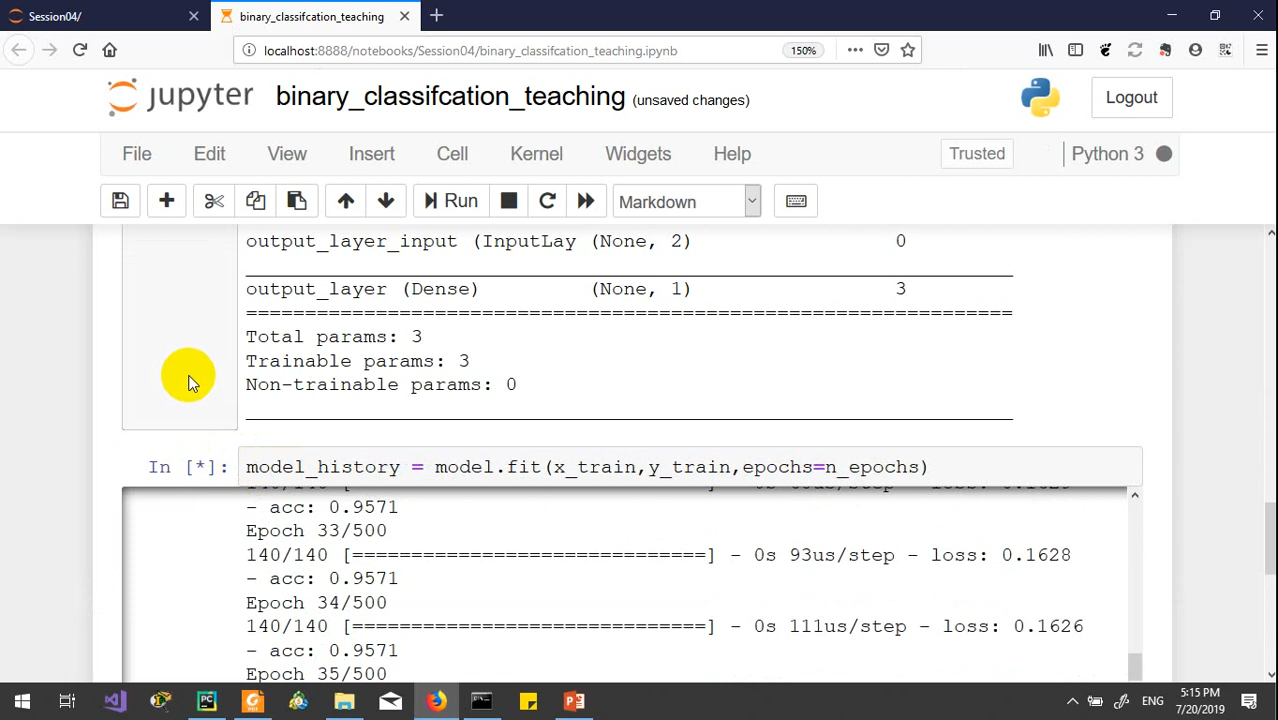 Session04/
binary_classifcation_teaching
localhost:8888/notebooks/Session04/binary_classifcation_teaching.ipynb
150%
jupyter
binary_classifcation_teaching (unsaved changes)
Logout
File Edit View Insert Cell Kernel Widgets Help
Trusted
Python 3
Run
Markdown
output_layer_input (InputLay (None, 2) 0
_________________________________________________________________
output_layer (Dense) (None, 1) 3
=================================================================
Total params: 3
Trainable params: 3
Non-trainable params: 0
_________________________________________________________________
In [*]: model_history = model.fit(x_train,y_train,epochs=n_epochs)
- acc: 0.9571
Epoch 33/500
140/140 [==============================] - 0s 93us/step - loss: 0.1628
- acc: 0.9571
Epoch 34/500
140/140 [==============================] - 0s 111us/step - loss: 0.1626
- acc: 0.9571
Epoch 35/500
ENG
5:15 PM
7/20/2019